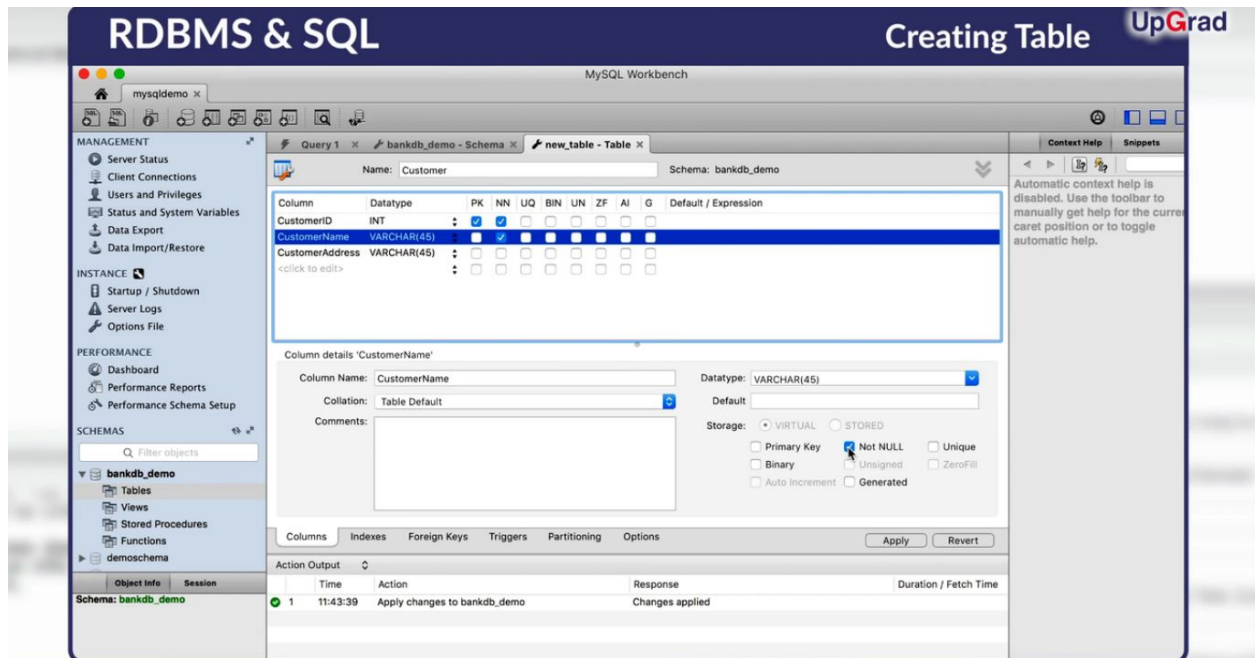 RDBMS & SQL
Creating Table
UpGrad
MySQL Workbench
mysqldemo ×
MANAGEMENT
Server Status
Client Connections
Users and Privileges
Status and System Variables
Data Export
Data Import/Restore
INSTANCE
Startup / Shutdown
Server Logs
Options File
PERFORMANCE
Dashboard
Performance Reports
Performance Schema Setup
SCHEMAS
Filter objects
bankdb_demo
Tables
Views
Stored Procedures
Functions
demoschema
Object Info Session
Schema: bankdb_demo
Query 1 × bankdb_demo - Schema × new_table - Table ×
Name: Customer Schema: bankdb_demo
Column Datatype PK NN UQ BIN UN ZF AI G Default / Expression
CustomerID INT
CustomerName VARCHAR(45)
CustomerAddress VARCHAR(45)
<click to edit>
Column details 'CustomerName'
Column Name: CustomerName Datatype: VARCHAR(45)
Collation: Table Default Default
Comments: Storage: VIRTUAL STORED
Primary Key Not NULL Unique
Binary Unsigned ZeroFill
Auto Increment Generated
Columns Indexes Foreign Keys Triggers Partitioning Options Apply Revert
Action Output
Time Action Response Duration / Fetch Time
1 11:43:39 Apply changes to bankdb_demo Changes applied
Context Help Snippets
Automatic context help is
disabled. Use the toolbar to
manually get help for the curre
caret position or to toggle
automatic help.